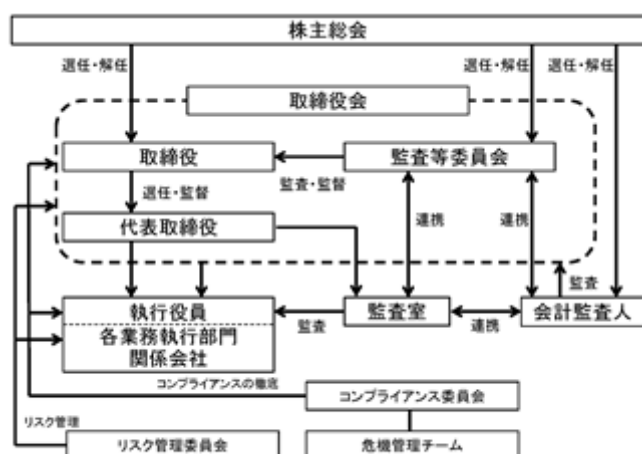 株主総会
選任・解任
選任・解任
選任・解任
取締役会
取締役
監査等委員会
監査・監督
選任・監督
代表取締役
連携
連携
監査
執行役員
各業務執行部門
関係会社
監査
監査室
連携
会計監査人
コンプライアンスの徹底
コンプライアンス委員会
リスク管理
リスク管理委員会
危機管理チーム